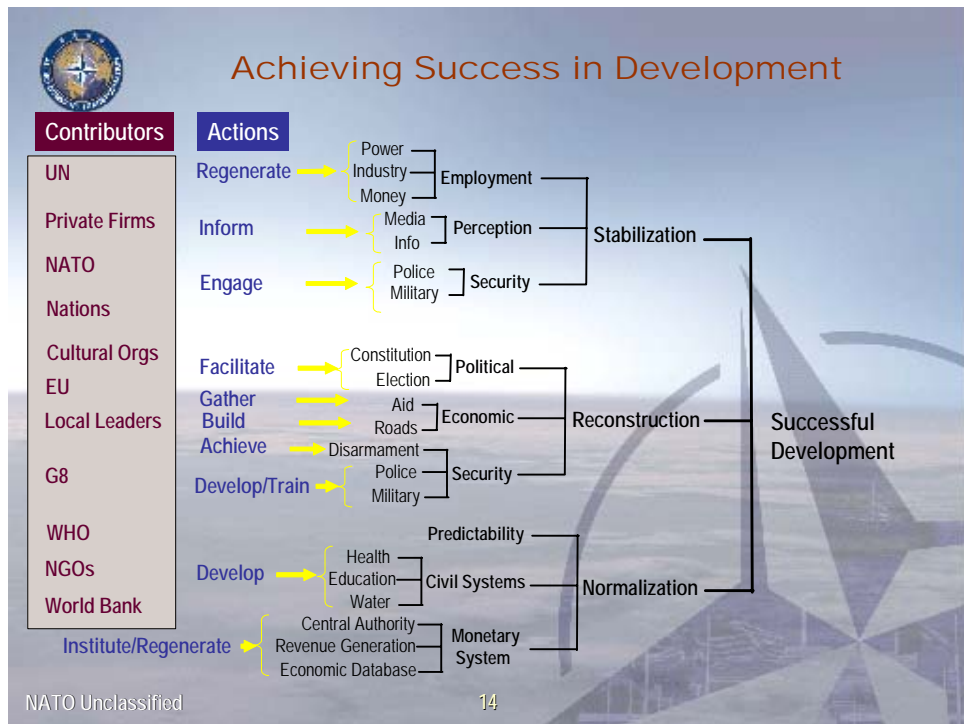 Achieving Success in Development
Contributors
Actions
UN
Private Firms
NATO
Nations
Cultural Orgs
EU
Local Leaders
G8
WHO
NGOs
World Bank
Regenerate
Power
Industry
Money
Employment
Inform
Media
Info
Perception
Engage
Police
Military
Security
Stabilization
Facilitate
Constitution
Election
Political
Gather
Build
Aid
Roads
Economic
Achieve
Disarmament
Develop/Train
Police
Military
Security
Reconstruction
Predictability
Develop
Health
Education
Water
Civil Systems
Institute/Regenerate
Central Authority
Revenue Generation
Economic Database
Monetary
System
Normalization
Successful
Development
NATO Unclassified
14